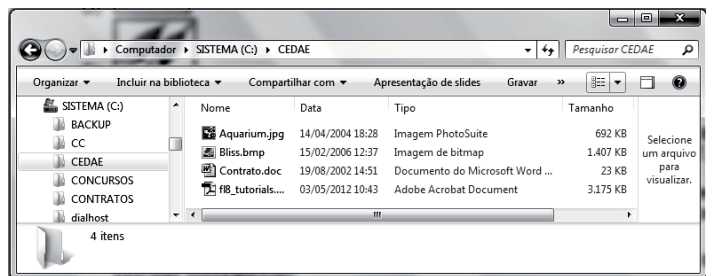 Computador ▸ SISTEMA (C:) ▸ CEDAE Pesquisar CEDAE
Organizar Incluir na biblioteca Compartilhar com Apresentação de slides Gravar »
SISTEMA (C:)
BACKUP
CC
CEDAE
CONCURSOS
CONTRATOS
dialhost
Nome Data Tipo Tamanho
Aquarium.jpg 14/04/2004 18:28 Imagem PhotoSuite 692 KB
Bliss.bmp 15/02/2006 12:37 Imagem de bitmap 1.407 KB
Contrato.doc 19/08/2002 14:51 Documento do Microsoft Word ... 23 KB
fl8_tutorials.... 03/05/2012 10:43 Adobe Acrobat Document 3.175 KB
Selecione
um arquivo
para
visualizar.
4 itens